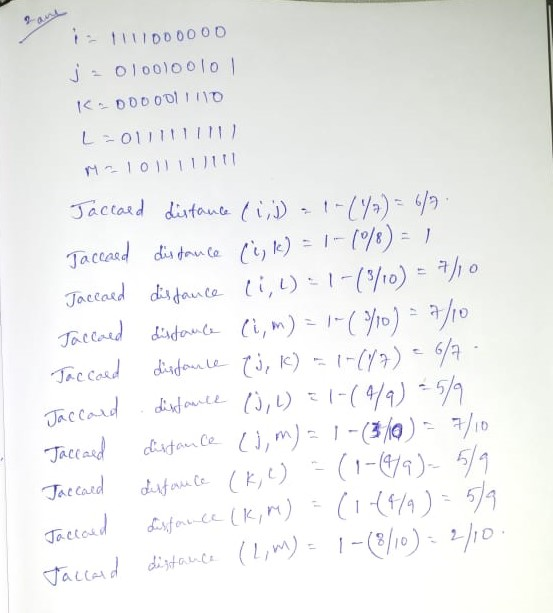 2 ans
i = 1111000000
j = 0100100101
K = 0000011110
L = 0111111111
M = 1011111111
Jaccard distance (i,j) = 1-(1/7) = 6/7.
Jaccard distance (i,k) = 1-(0/8) = 1
Jaccard distance (i,L) = 1-(3/10) = 7/10
Jaccard distance (i,m) = 1-(3/10) = 7/10
Jaccard distance (j,K) = 1-(1/7) = 6/7.
Jaccard distance (j,L) = 1-(4/9) = 5/9
Jaccard distance (j,m) = 1-(3/10) = 7/10
Jaccard distance (K,L) = (1-(4/9) = 5/9
Jaccard distance (K,M) = (1-(4/9) = 5/9
Jaccard distance (L,m) = 1-(8/10) = 2/10.